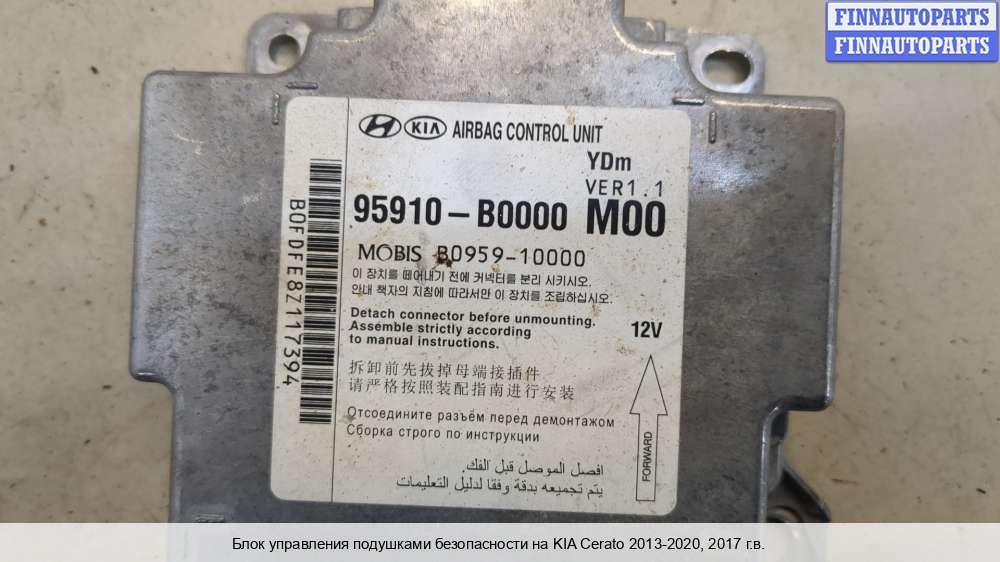 FINNAUTOPARTS
FINNAUTOPARTS
HYUNDAI KIA AIRBAG CONTROL UNIT
YDm
VER1.1
95910-B0000 M00
MOBIS B0959-10000
이 장치를 떼어내기 전에 커넥터를 분리 시키시오.
안내 책자의 지침에 따라서만 이 장치를 조립하십시오.
Detach connector before unmounting.
Assemble strictly according
to manual instructions.
12V
拆卸前先拔掉母端接插件
请严格按照装配指南进行安装
Отсоедините разъём перед демонтажом
Сборка строго по инструкции
افصل الموصل قبل الفك.
يتم تجميعه بدقة وفقا لدليل التعليمات
FORWARD
B0FDFE8Z117394
Блок управления подушками безопасности на KIA Cerato 2013-2020, 2017 г.в.